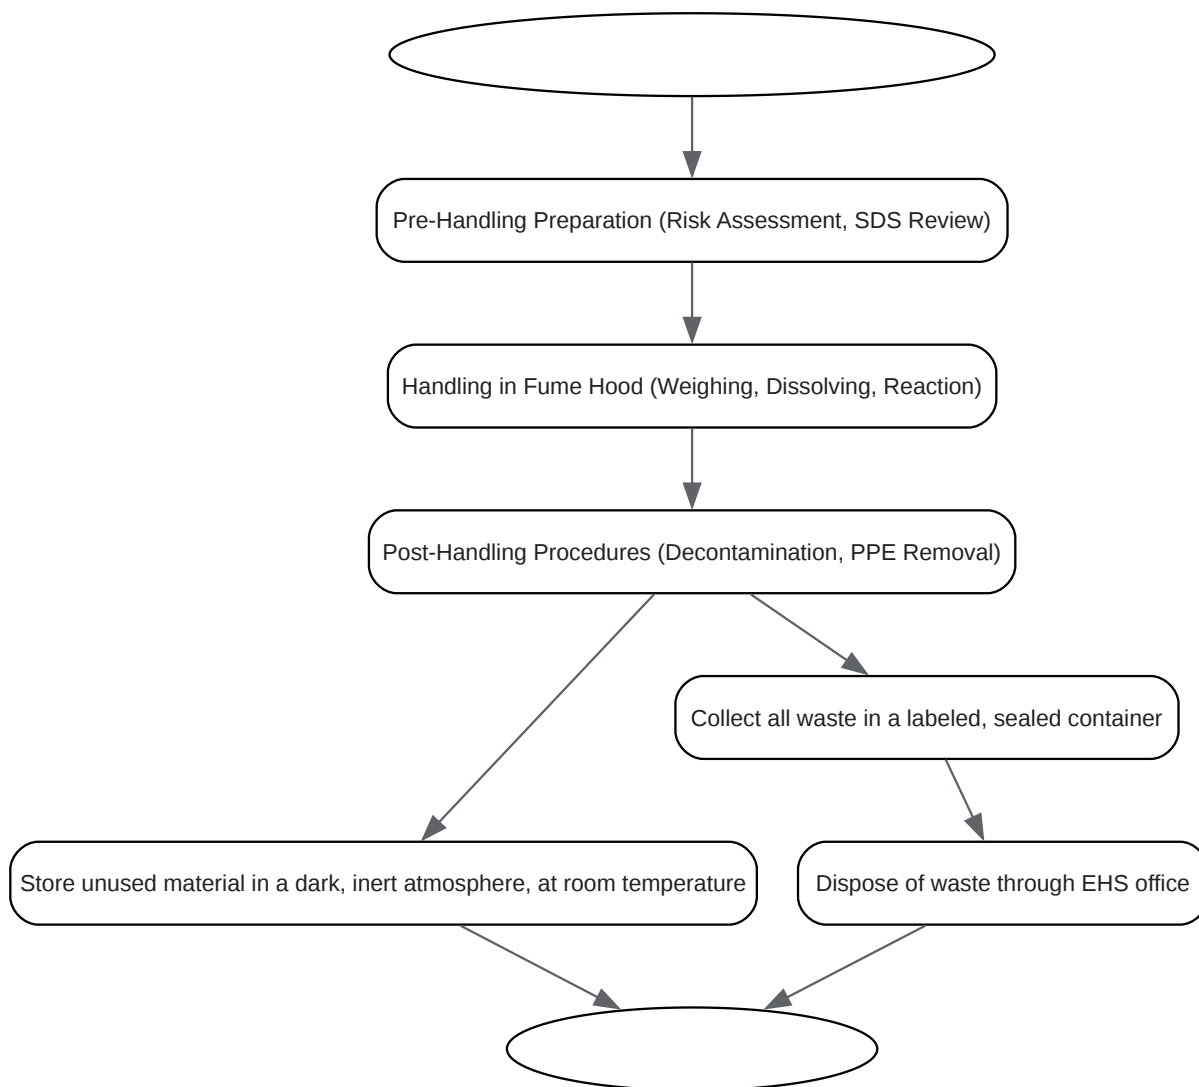 Pre-Handling Preparation (Risk Assessment, SDS Review)
Handling in Fume Hood (Weighing, Dissolving, Reaction)
Post-Handling Procedures (Decontamination, PPE Removal)
Collect all waste in a labeled, sealed container
Store unused material in a dark, inert atmosphere, at room temperature
Dispose of waste through EHS office